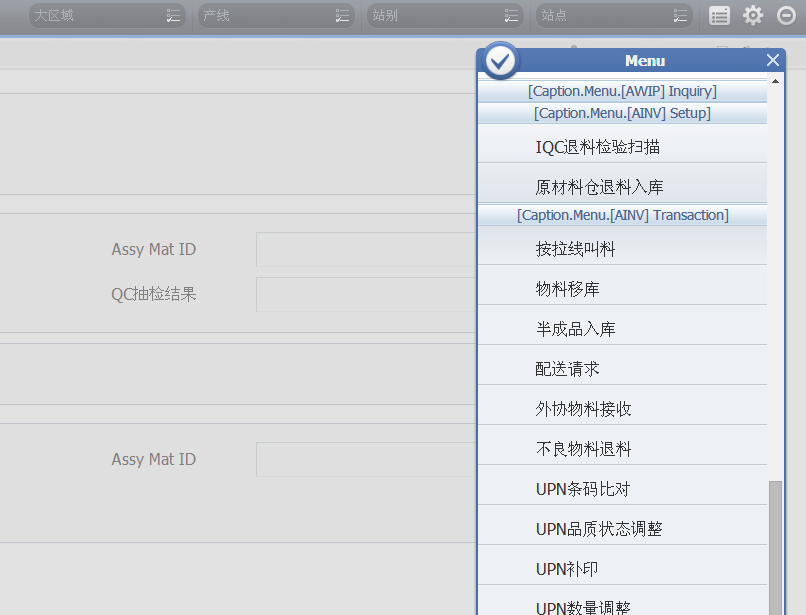 大区域
产线
站别
站点
Menu
[Caption.Menu.[AWIP] Inquiry]
[Caption.Menu.[AINV] Setup]
IQC退料检验扫描
原材料仓退料入库
[Caption.Menu.[AINV] Transaction]
Assy Mat ID
按拉线叫料
QC抽检结果
物料移库
半成品入库
配送请求
外协物料接收
不良物料退料
Assy Mat ID
UPN条码比对
UPN品质状态调整
UPN补印
UPN数量调整